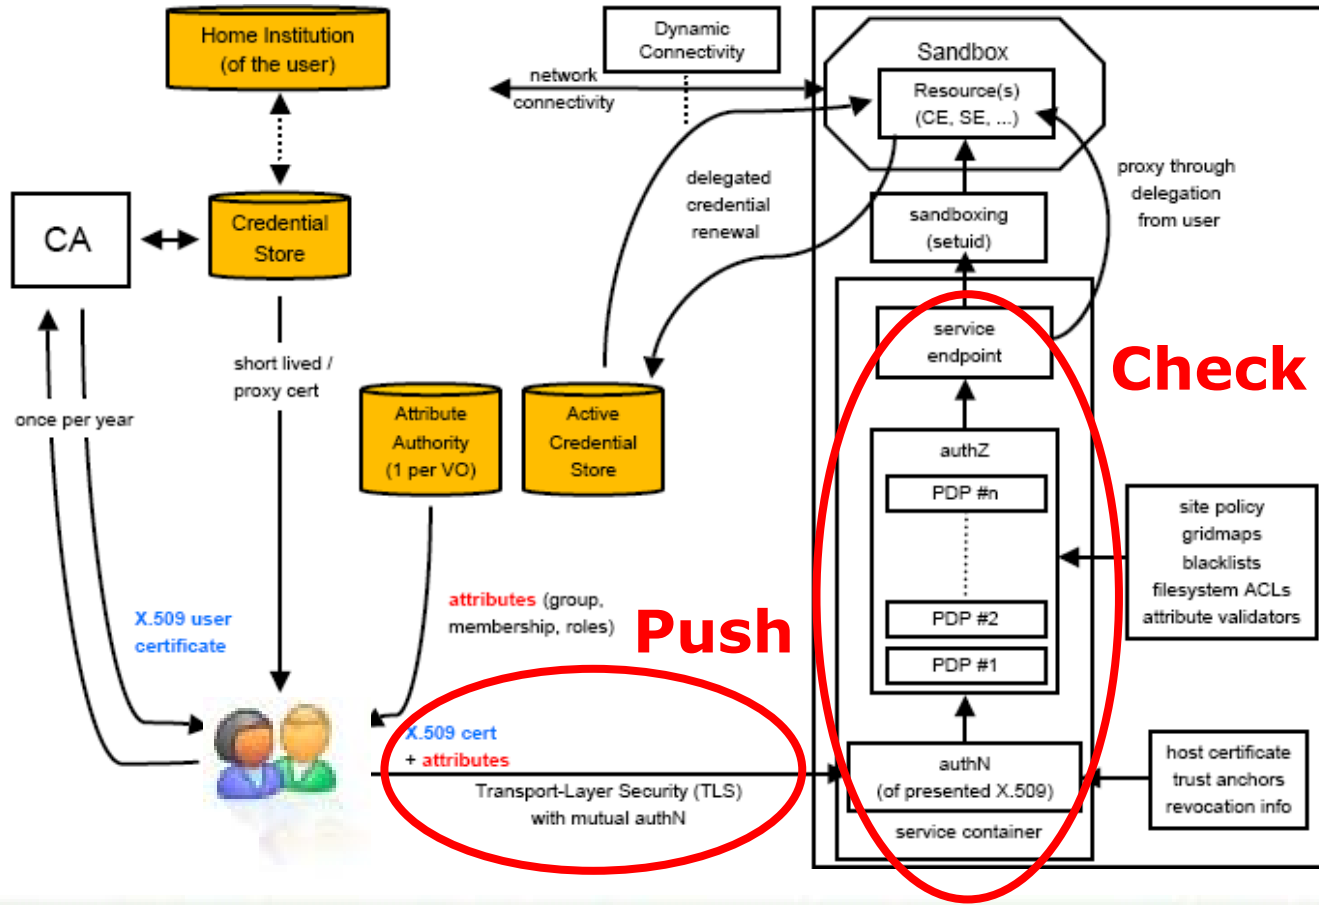 Home Institution
(of the user)
Dynamic
Connectivity
network
connectivity
Sandbox
Resource(s)
(CE, SE, ...)
proxy through
delegation
from user
delegated
credential
renewal
sandboxing
(setuid)
CA
Credential
Store
service
endpoint
Check
short lived /
proxy cert
once per year
Attribute
Authority
(1 per VO)
Active
Credential
Store
authZ
PDP #n
PDP #2
PDP #1
site policy
gridmaps
blacklists
filesystem ACLs
attribute validators
X.509 user
certificate
attributes (group,
membership, roles)
Push
X.509 cert
+ attributes
Transport-Layer Security (TLS)
with mutual authN
authN
(of presented X.509)
service container
host certificate
trust anchors
revocation info